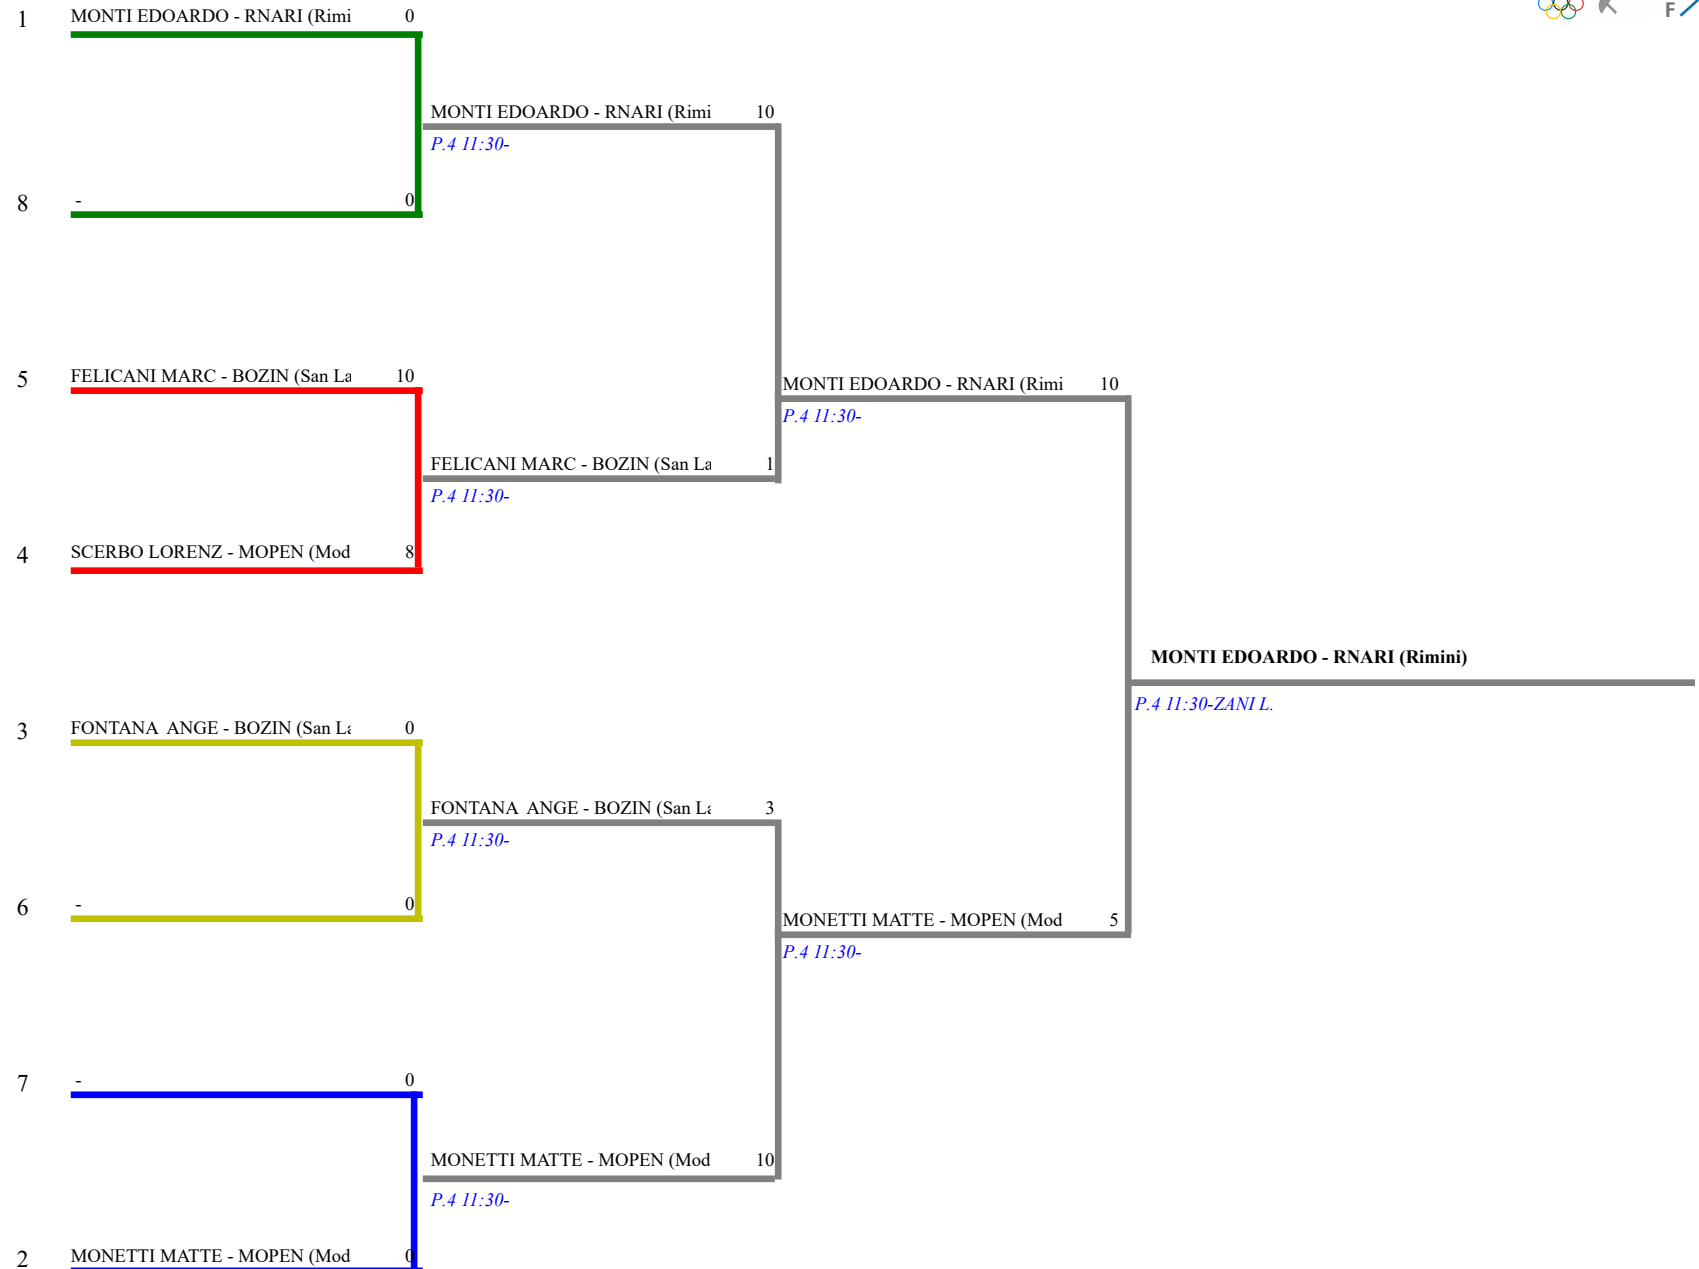 1 MONTI EDOARDO - RNARI (Rimi 0
F
MONTI EDOARDO - RNARI (Rimi 10
P.4 11:30-
8 - 0
5 FELICANI MARC - BOZIN (San La 10
MONTI EDOARDO - RNARI (Rimi 10
P.4 11:30-
FELICANI MARC - BOZIN (San La 1
P.4 11:30-
4 SCERBO LORENZ - MOPEN (Mod 8
MONTI EDOARDO - RNARI (Rimini)
P.4 11:30-ZANI L.
3 FONTANA  ANGE - BOZIN (San La 0
FONTANA  ANGE - BOZIN (San La 3
P.4 11:30-
6 - 0
MONETTI MATTE - MOPEN (Mod 5
P.4 11:30-
7 - 0
MONETTI MATTE - MOPEN (Mod 10
P.4 11:30-
2 MONETTI MATTE - MOPEN (Mod 0